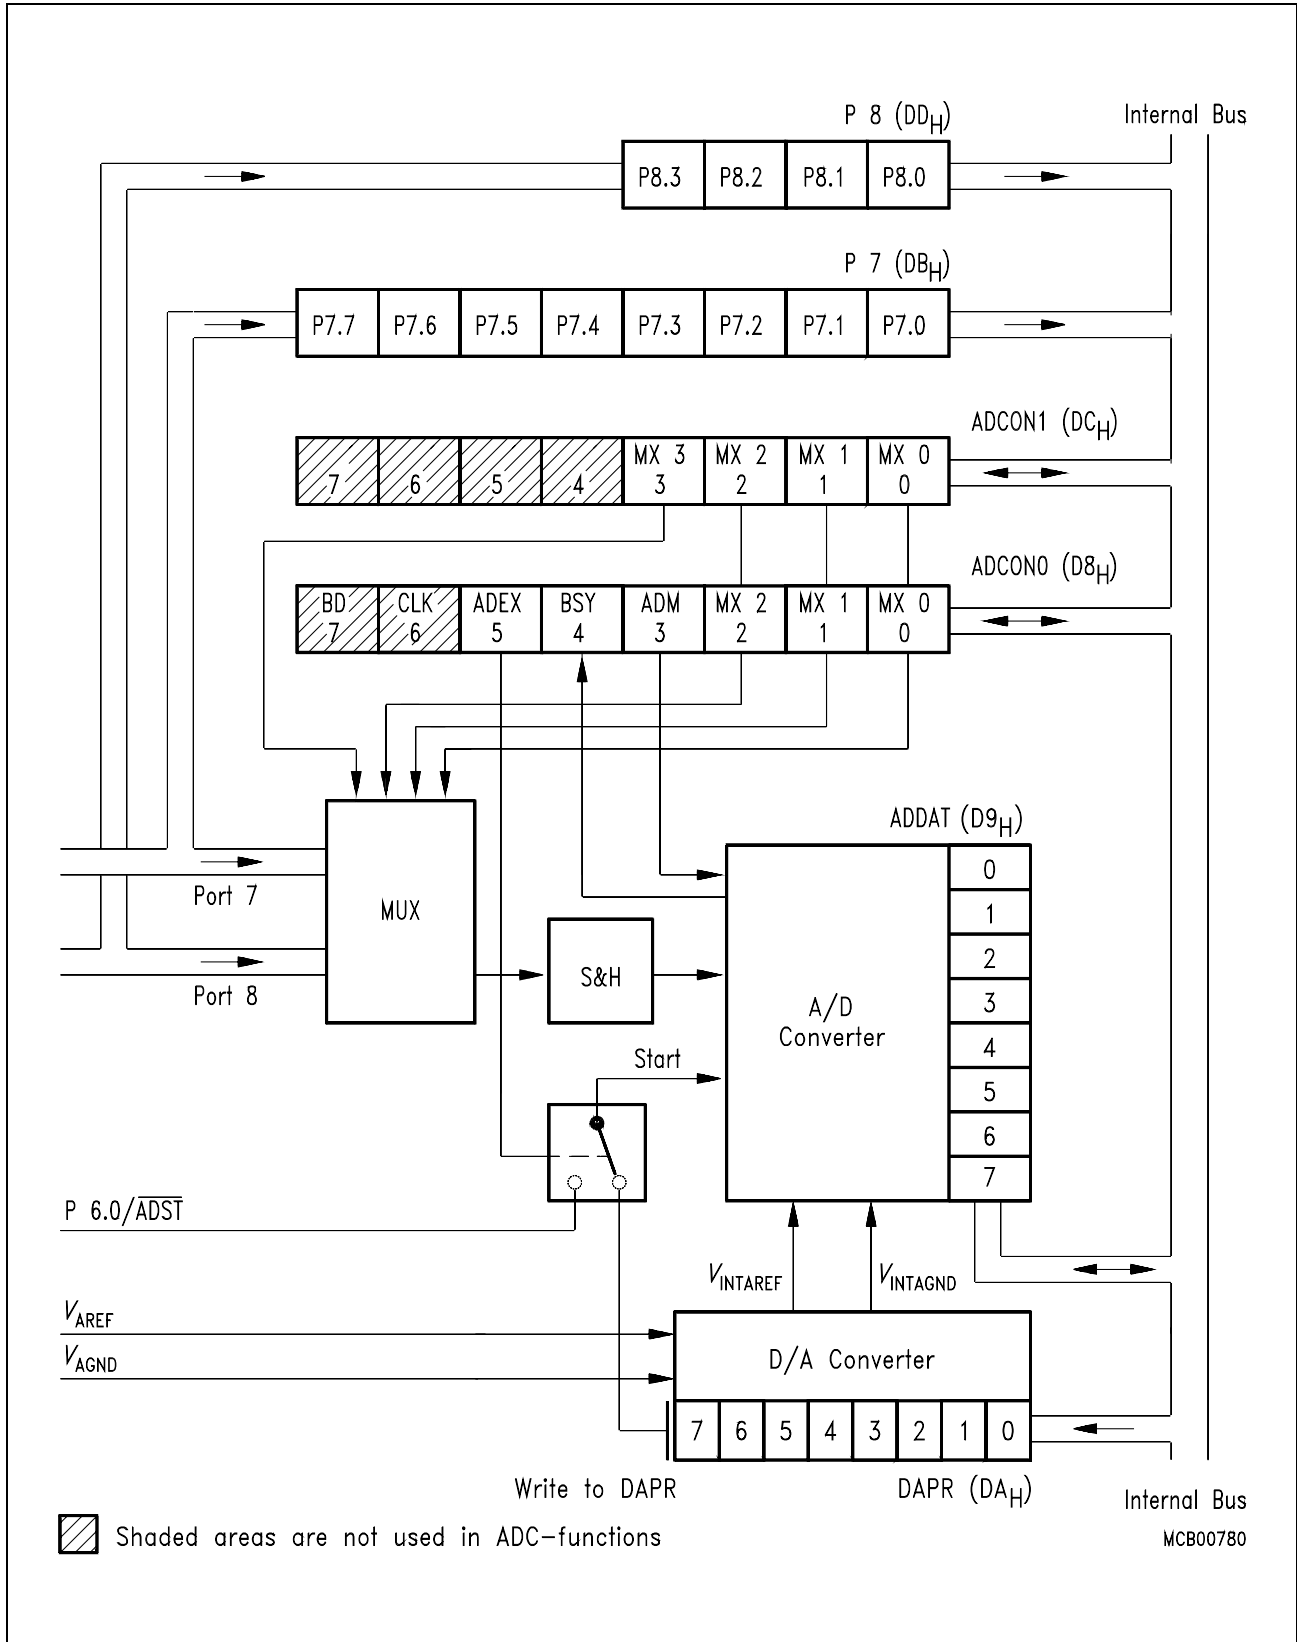 P 8 (DDH)
Internal Bus
P8.3 P8.2 P8.1 P8.0
P 7 (DBH)
P7.7 P7.6 P7.5 P7.4 P7.3 P7.2 P7.1 P7.0
ADCON1 (DCH)
MX 3 MX 2 MX 1 MX 0
7 6 5 4 3 2 1 0
ADCON0 (D8H)
BD CLK ADEX BSY ADM MX 2 MX 1 MX 0
7 6 5 4 3 2 1 0
ADDAT (D9H)
0
1
2
3
4
5
6
7
Port 7
MUX
Port 8
S&H
A/D
Converter
Start
P 6.0/ADST
VINTAREF
VINTAGND
VAREF
VAGND
D/A Converter
7 6 5 4 3 2 1 0
Write to DAPR
DAPR (DAH)
Internal Bus
Shaded areas are not used in ADC-functions
MCB00780